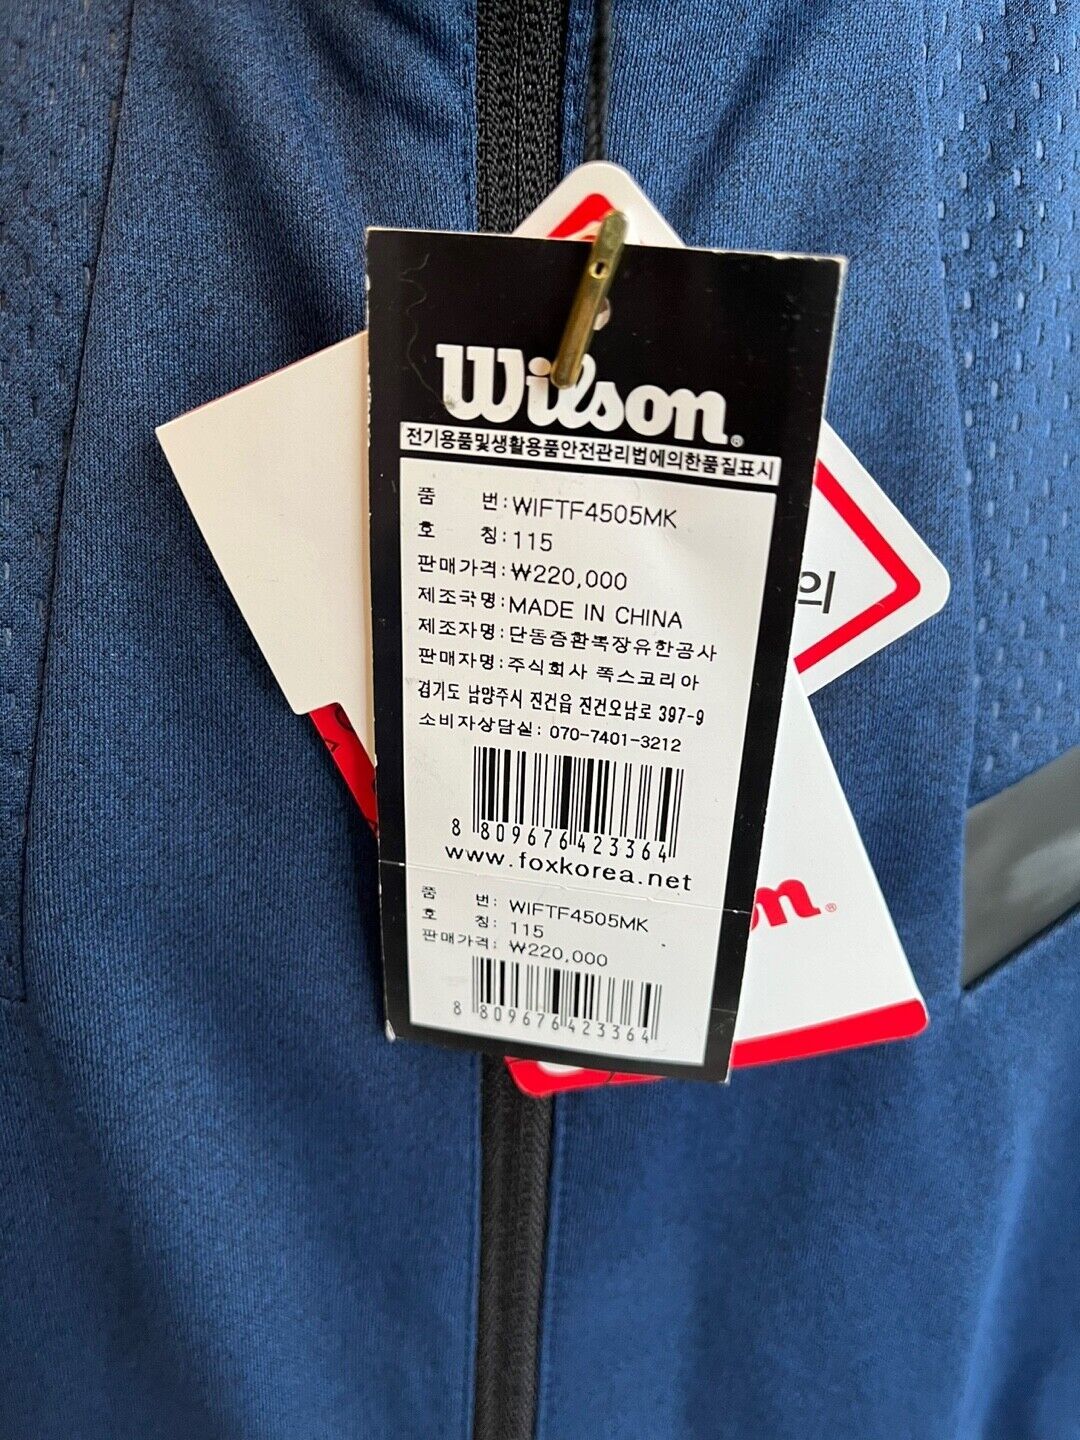 Wilson®
전기용품및생활용품안전관리법에의한품질표시
품 번: WIFTF4505MK
호 칭: 115
판매가격: ₩220,000
제조국명: MADE IN CHINA
제조자명: 단동증환복장유한공사
판매자명: 주식회사 폭스코리아
경기도 남양주시 진건읍 진건오남로 397-9
소비자상담실: 070-7401-3212
8 809676 423364
www.foxkorea.net
품 번: WIFTF4505MK
호 칭: 115
판매가격: ₩220,000
8 809676 423364
의
on®